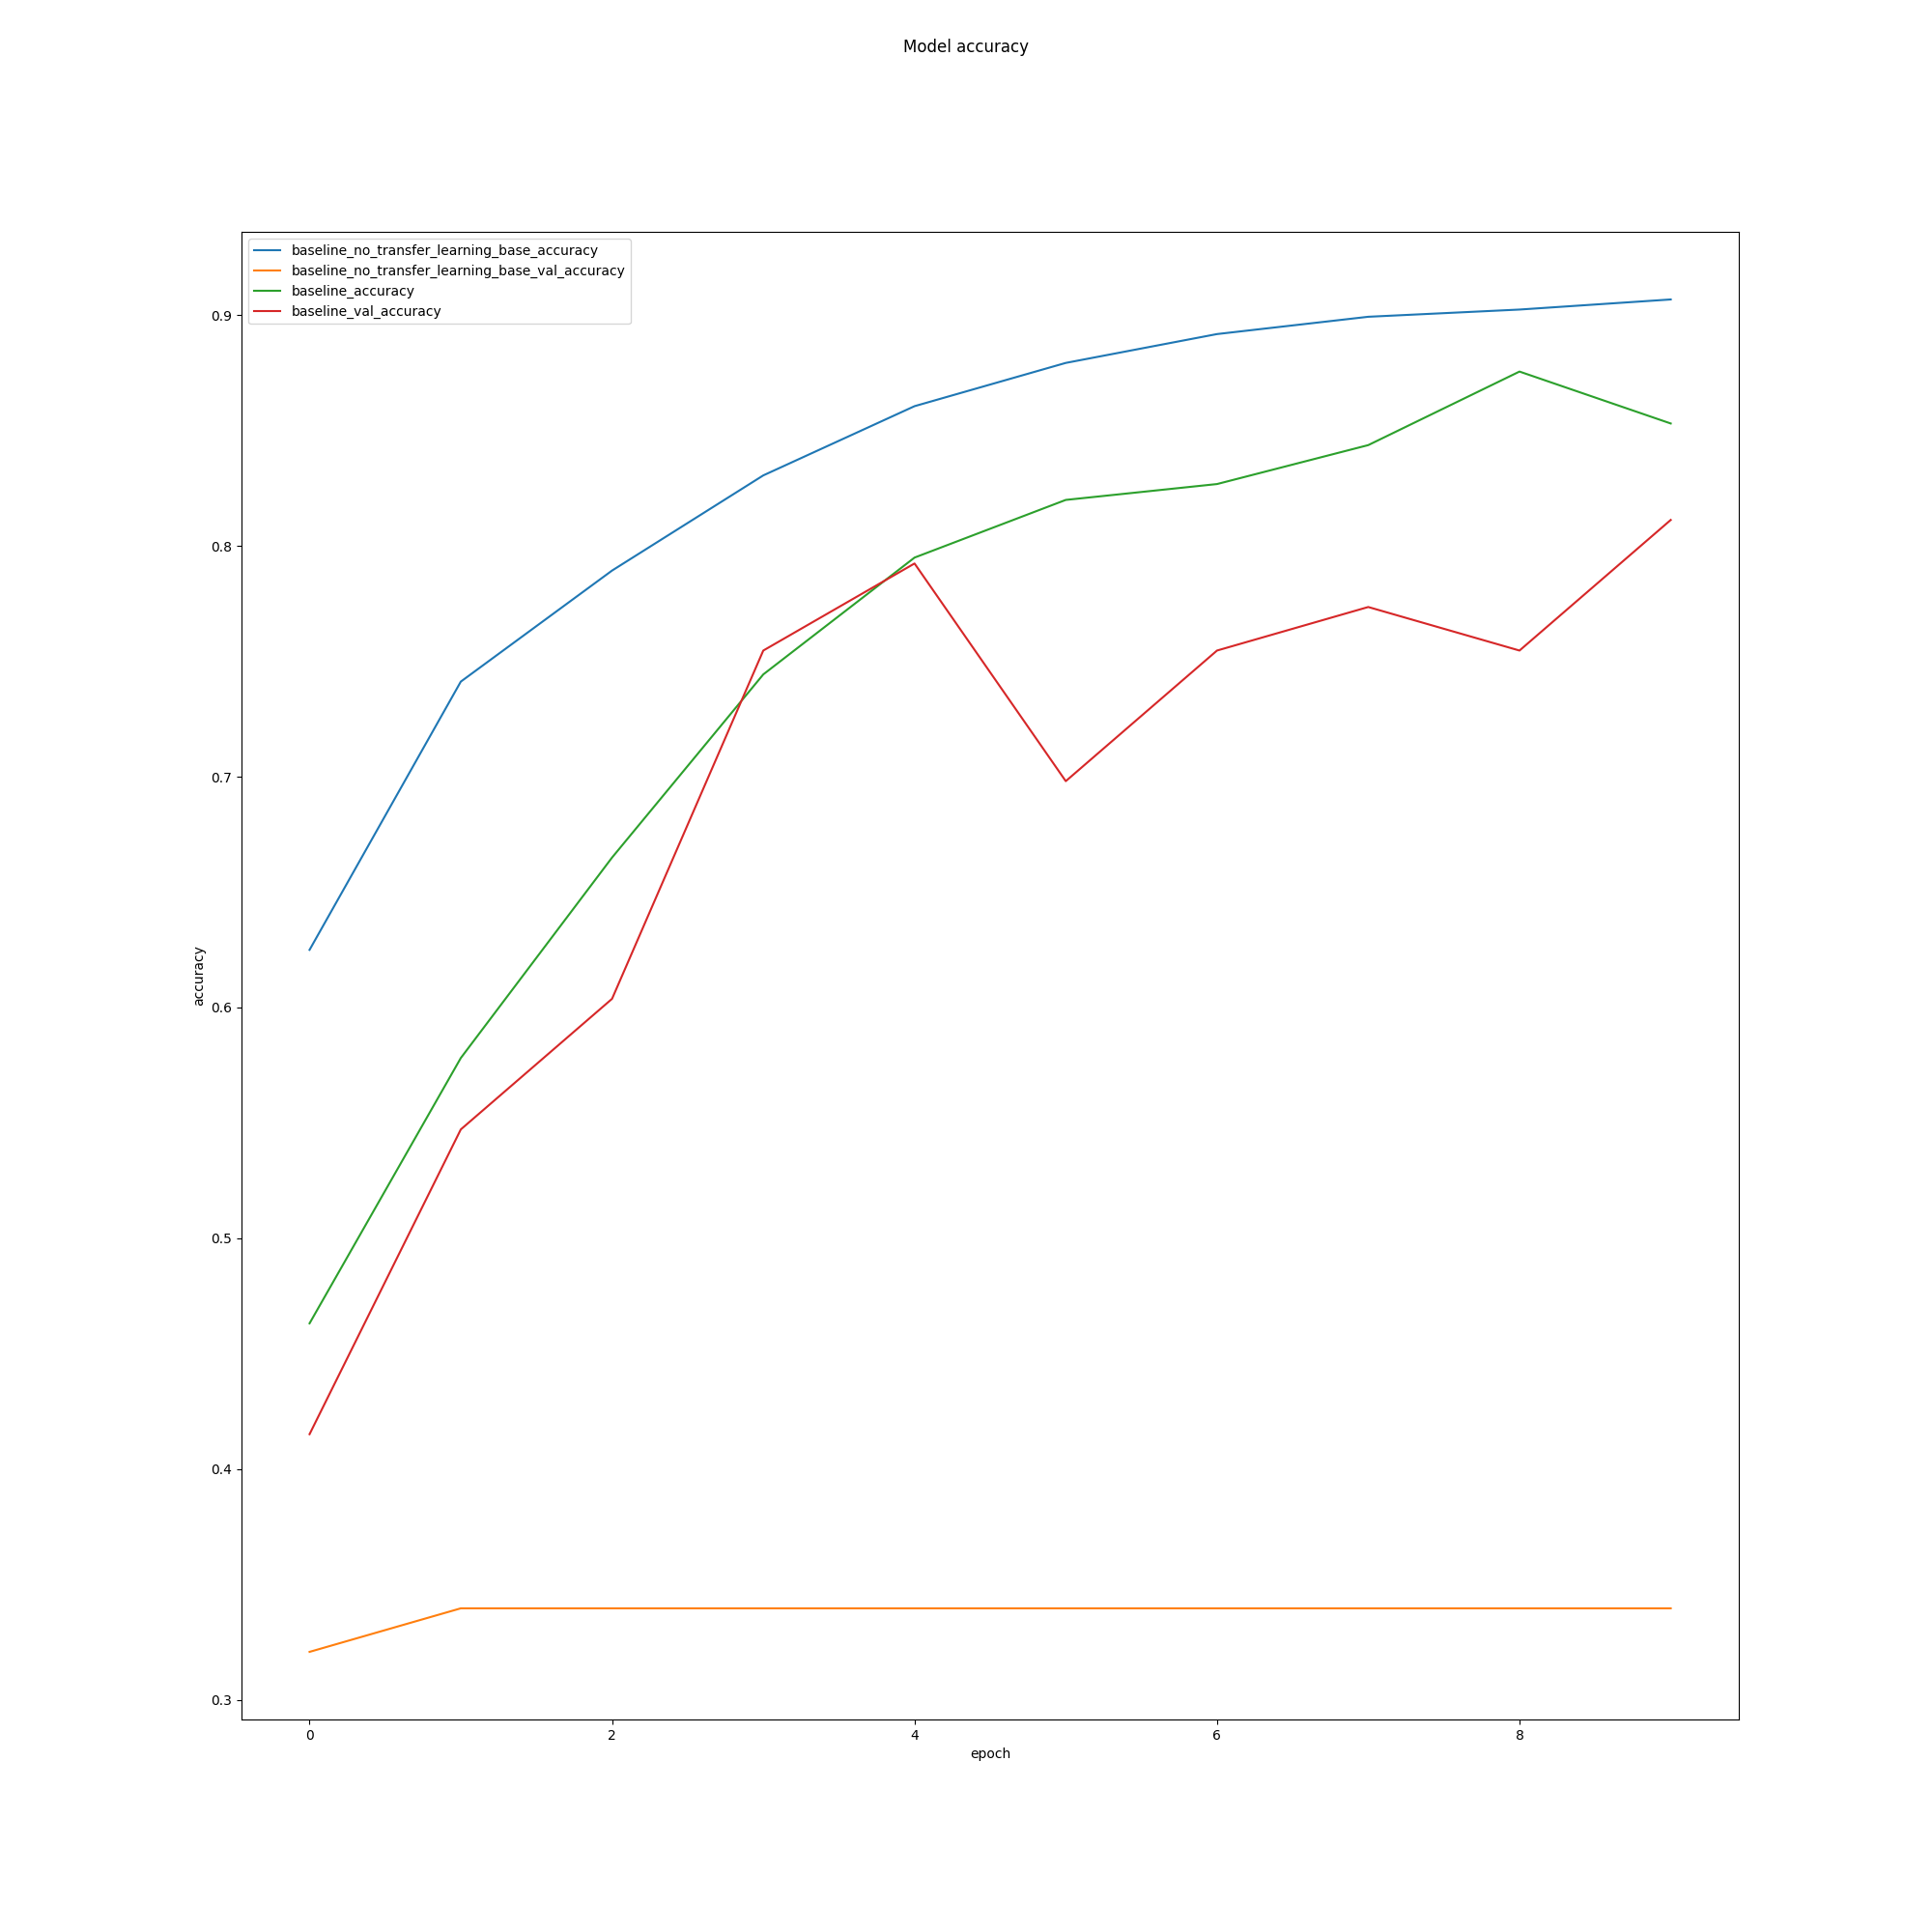 Model accuracy
baseline_no_transfer_learning_base_accuracy
baseline_no_transfer_learning_base_val_accuracy
baseline_accuracy
baseline_val_accuracy
0.9
0.8
0.7
0.6
0.5
0.4
0.3
accuracy
0 2 4 6 8
epoch